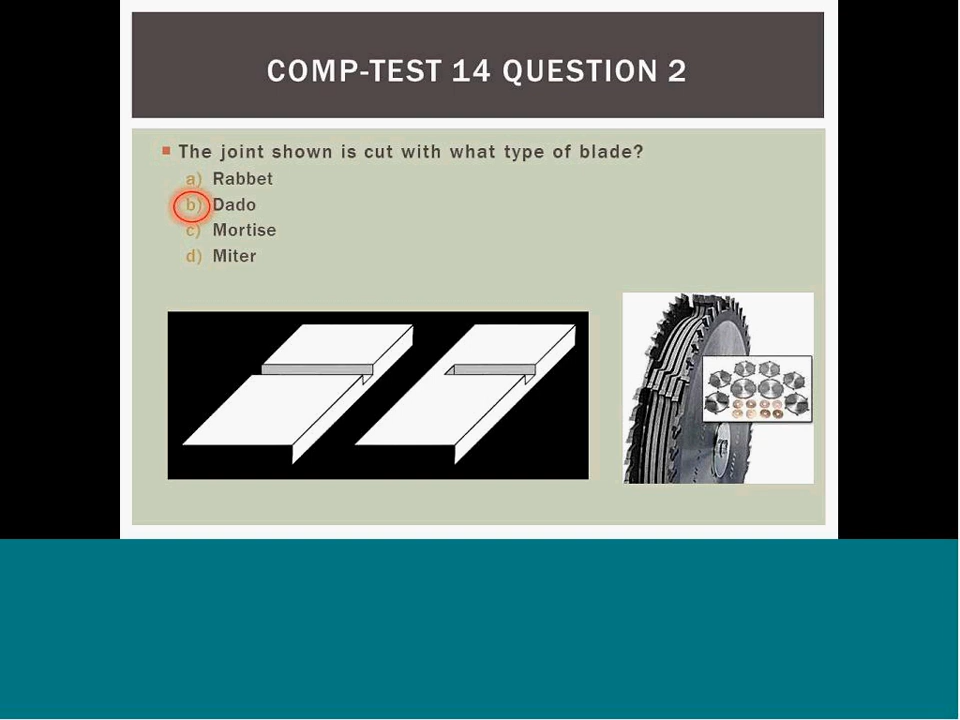 COMP-TEST 14 QUESTION 2
The joint shown is cut with what type of blade?
a) Rabbet
b) Dado
c) Mortise
d) Miter